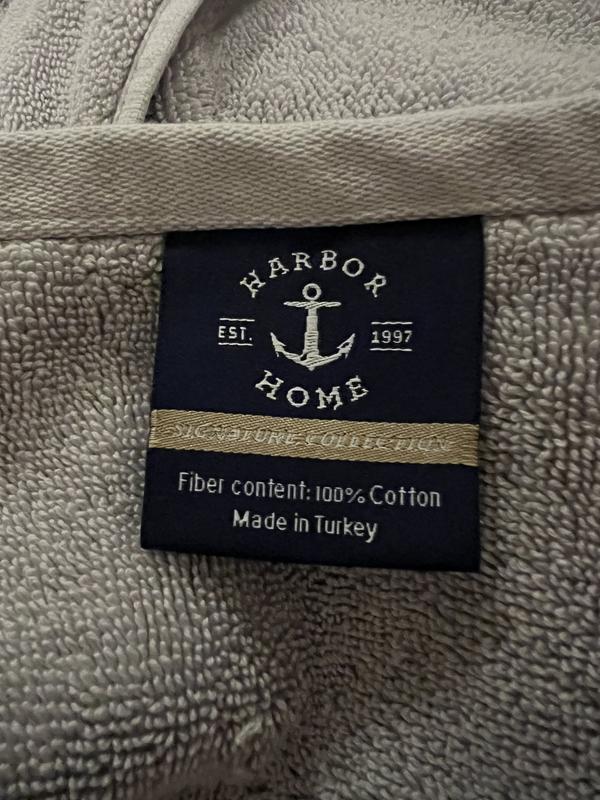 HARBOR
EST. 1997
HOME
SIGNATURE COLLECTION
Fiber content: 100% Cotton
Made in Turkey